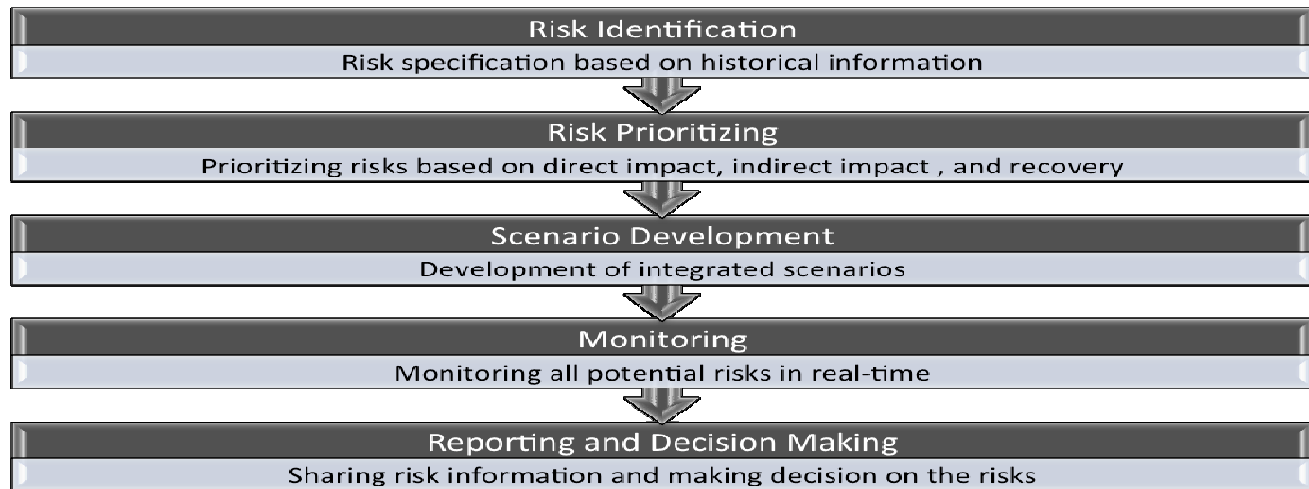 Risk Identification
Risk specification based on historical information
Risk Prioritizing
Prioritizing risks based on direct impact, indirect impact , and recovery
Scenario Development
Development of integrated scenarios
Monitoring
Monitoring all potential risks in real-time
Reporting and Decision Making
Sharing risk information and making decision on the risks